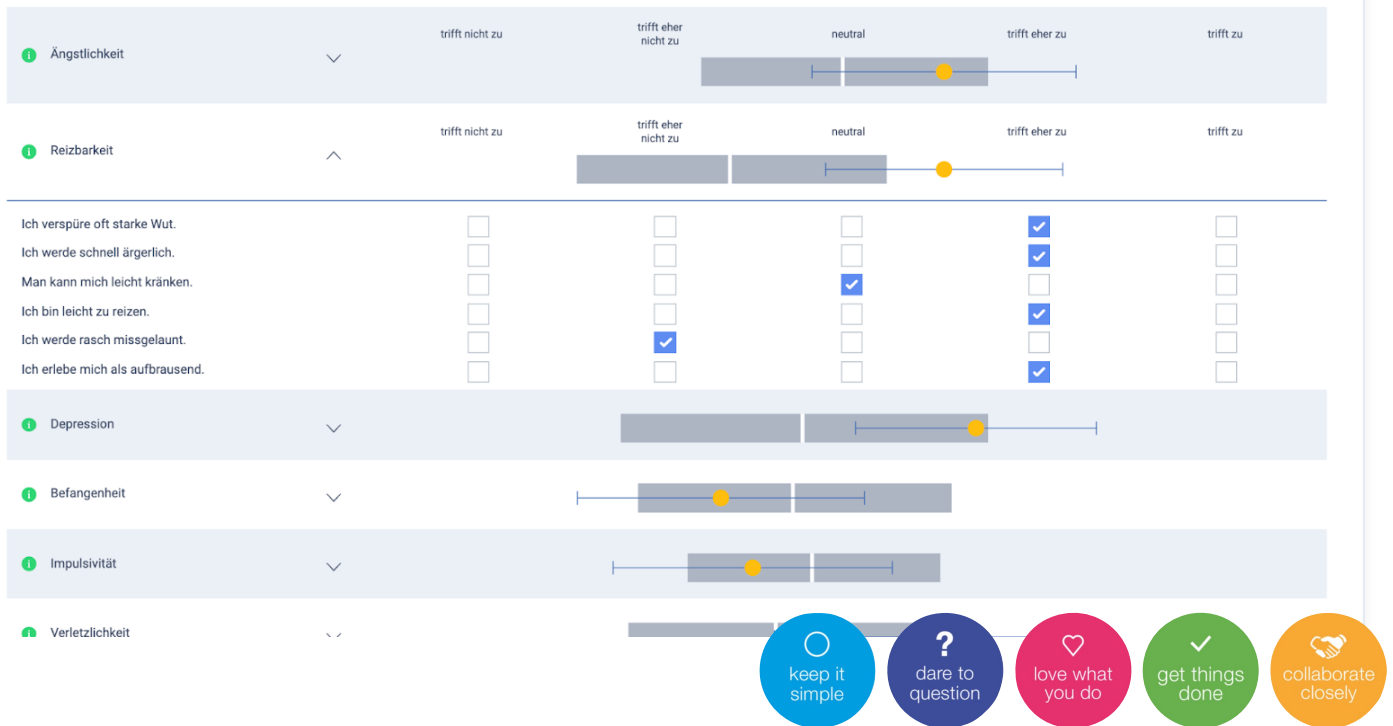 Ängstlichkeit
trifft nicht zu
trifft eher
nicht zu
neutral
trifft eher zu
trifft zu
Reizbarkeit
trifft nicht zu
trifft eher
nicht zu
neutral
trifft eher zu
trifft zu
Ich verspüre oft starke Wut.
Ich werde schnell ärgerlich.
Man kann mich leicht kränken.
Ich bin leicht zu reizen.
Ich werde rasch missgelaunt.
Ich erlebe mich als aufbrausend.
Depression
Befangenheit
Impulsivität
Verletzlichkeit
keep it
simple
?
dare to
question
love what
you do
get things
done
collaborate
closely